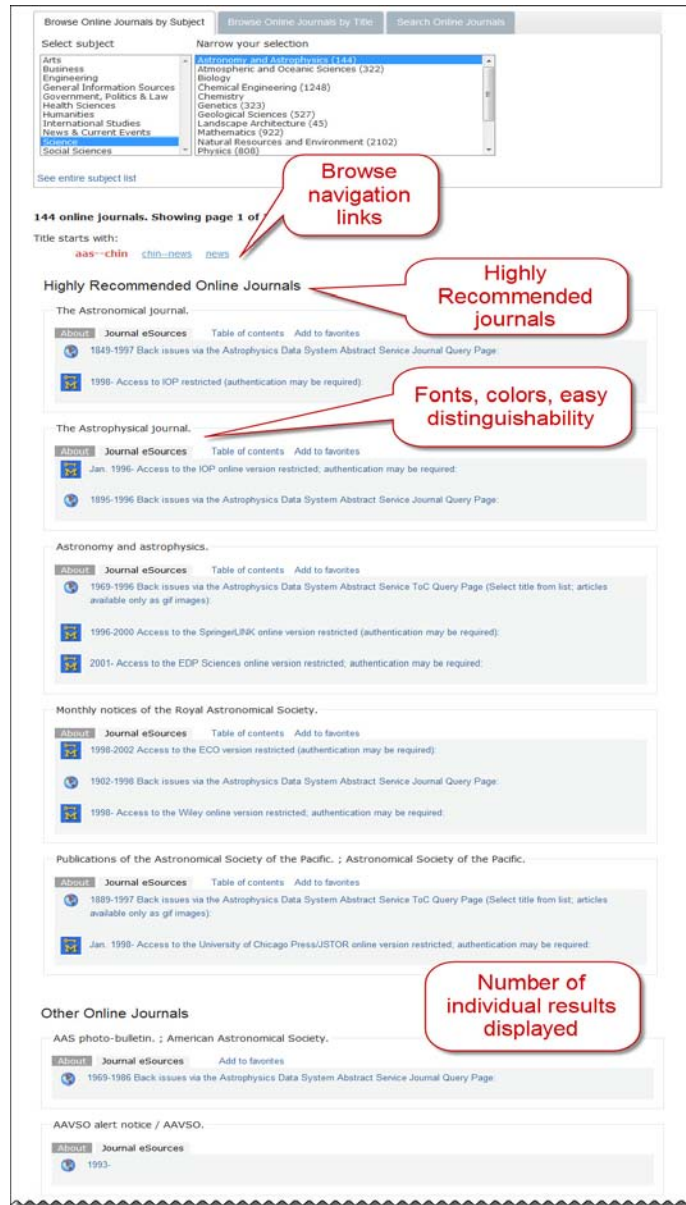 Browse Online Journals by Subject
Browse Online Journals by Title
Search Online Journals
Select subject
Narrow your selection
Arts
Business
Engineering
General Information Sources
Government, Politics & Law
Health Sciences
Humanities
International Studies
News & Current Events
Science
Social Sciences
Astronomy and Astrophysics (144)
Atmospheric and Oceanic Sciences (322)
Biology
Chemical Engineering (1248)
Chemistry
Genetics (323)
Geological Sciences (527)
Landscape Architecture (45)
Mathematics (922)
Natural Resources and Environment (2102)
Physics (808)
See entire subject list
Browse
navigation
links
144 online journals. Showing page 1 of
Title starts with:
aas--chin chin--news news
Highly Recommended Online Journals
Highly
Recommended
journals
The Astronomical journal.
About Journal eSources Table of contents Add to favorites
1849-1997 Back issues via the Astrophysics Data System Abstract Service Journal Query Page:
1998- Access to IOP restricted (authentication may be required):
Fonts, colors, easy
distinguishability
The Astrophysical journal.
About Journal eSources Table of contents Add to favorites
Jan. 1996- Access to the IOP online version restricted; authentication may be required:
1895-1996 Back issues via the Astrophysics Data System Abstract Service Journal Query Page:
Astronomy and astrophysics.
About Journal eSources Table of contents Add to favorites
1969-1996 Back issues via the Astrophysics Data System Abstract Service ToC Query Page (Select title from list; articles
available only as gif images):
1996-2000 Access to the SpringerLINK online version restricted (authentication may be required):
2001- Access to the EDP Sciences online version restricted; authentication may be required:
Monthly notices of the Royal Astronomical Society.
About Journal eSources Table of contents Add to favorites
1998-2002 Access to the ECO version restricted (authentication may be required):
1902-1998 Back issues via the Astrophysics Data System Abstract Service Journal Query Page:
1998- Access to the Wiley online version restricted; authentication may be required:
Publications of the Astronomical Society of the Pacific. ; Astronomical Society of the Pacific.
About Journal eSources Table of contents Add to favorites
1889-1997 Back issues via the Astrophysics Data System Abstract Service ToC Query Page (Select title from list; articles
available only as gif images):
Jan. 1998- Access to the University of Chicago Press/JSTOR online version restricted; authentication may be required:
Number of
individual results
displayed
Other Online Journals
AAS photo-bulletin. ; American Astronomical Society.
About Journal eSources Add to favorites
1969-1986 Back issues via the Astrophysics Data System Abstract Service Journal Query Page:
AAVSO alert notice / AAVSO.
About Journal eSources
1993-